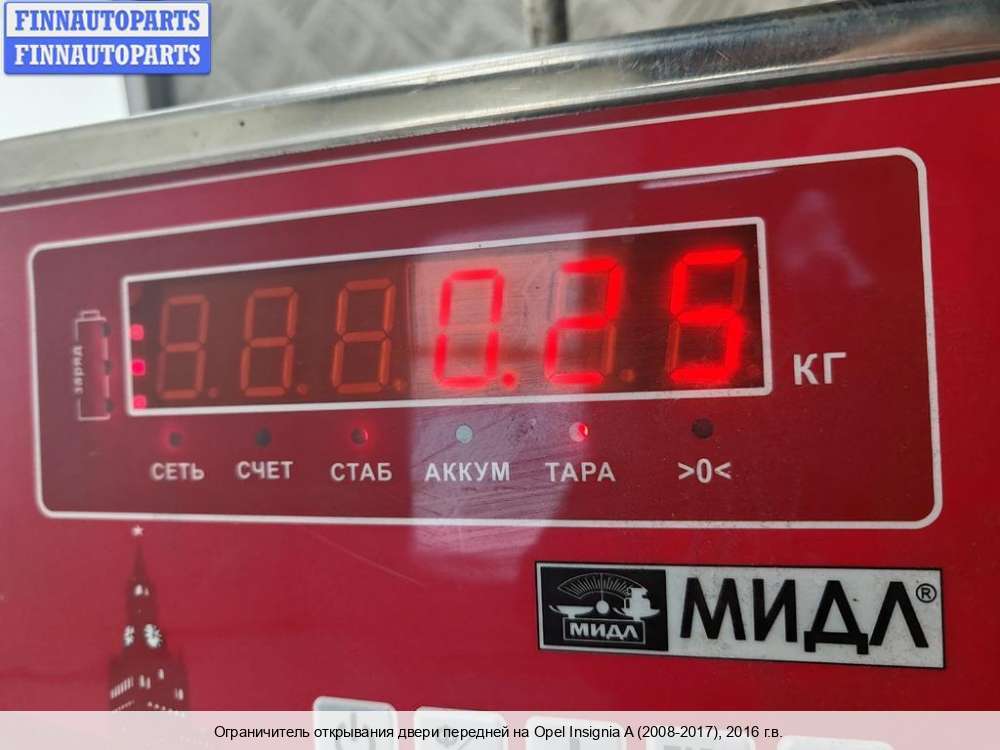 FINNAUTOPARTS
FINNAUTOPARTS
заряд
0.25 КГ
СЕТЬ СЧЕТ СТАБ АККУМ ТАРА >0<
МИДЛ МИДЛ®
Ограничитель открывания двери передней на Opel Insignia A (2008-2017), 2016 г.в.